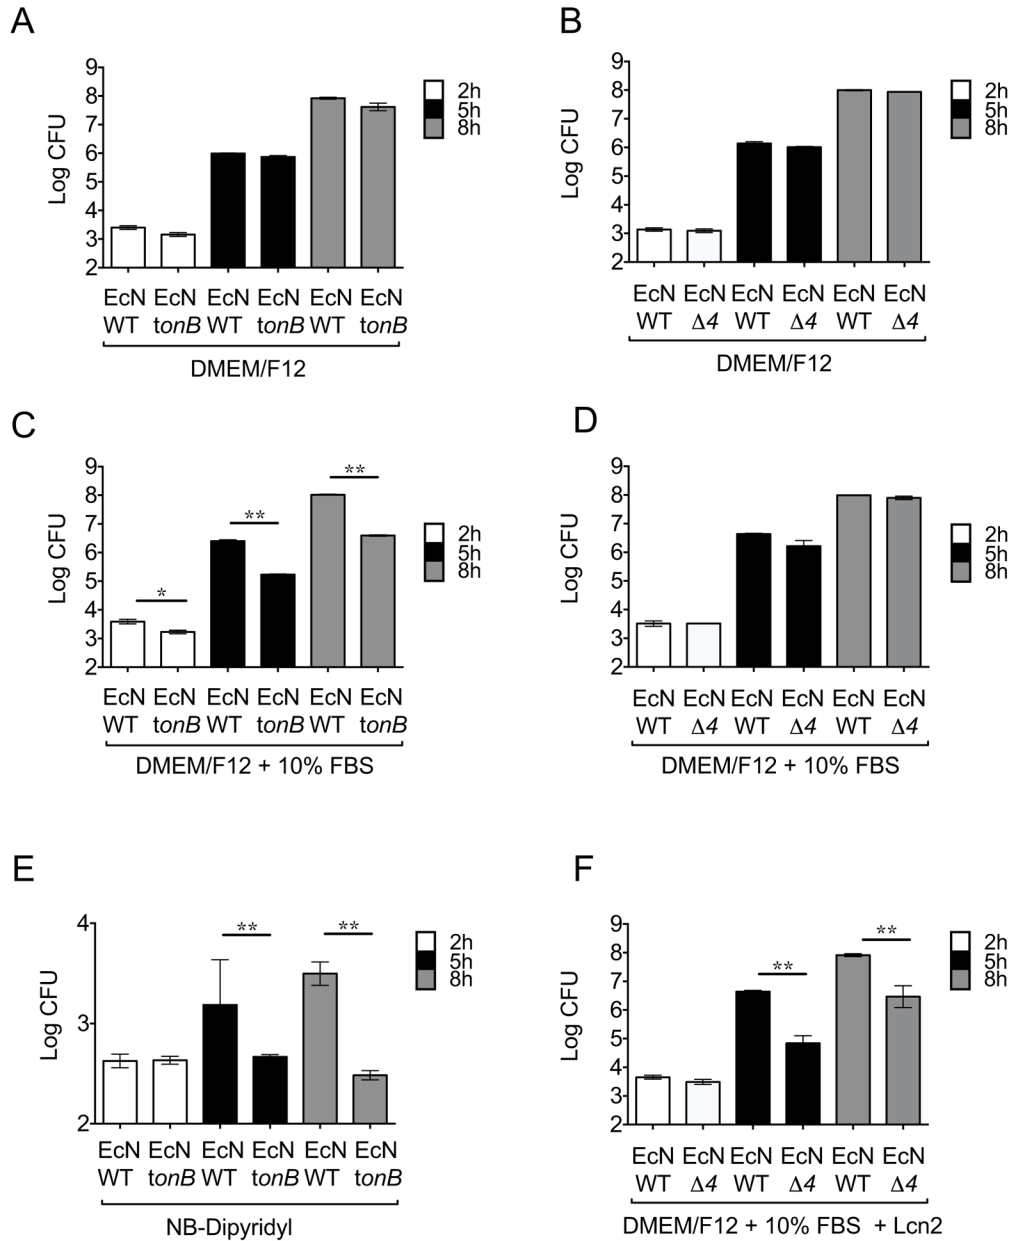 A
9
8
7
6
5
4
3
2
Log CFU
2h
5h
8h
EcN EcN EcN EcN EcN EcN
WT tonB WT tonB WT tonB
DMEM/F12
B
9
8
7
6
5
4
3
2
Log CFU
2h
5h
8h
EcN EcN EcN EcN EcN EcN
WT Δ4 WT Δ4 WT Δ4
DMEM/F12
C
9
8
7
6
5
4
3
2
Log CFU
*
**
**
2h
5h
8h
EcN EcN EcN EcN EcN EcN
WT tonB WT tonB WT tonB
DMEM/F12 + 10% FBS
D
9
8
7
6
5
4
3
2
Log CFU
2h
5h
8h
EcN EcN EcN EcN EcN EcN
WT Δ4 WT Δ4 WT Δ4
DMEM/F12 + 10% FBS
E
4
3
2
Log CFU
**
**
2h
5h
8h
EcN EcN EcN EcN EcN EcN
WT tonB WT tonB WT tonB
NB-Dipyridyl
F
9
8
7
6
5
4
3
2
Log CFU
**
**
2h
5h
8h
EcN EcN EcN EcN EcN EcN
WT Δ4 WT Δ4 WT Δ4
DMEM/F12 + 10% FBS + Lcn2